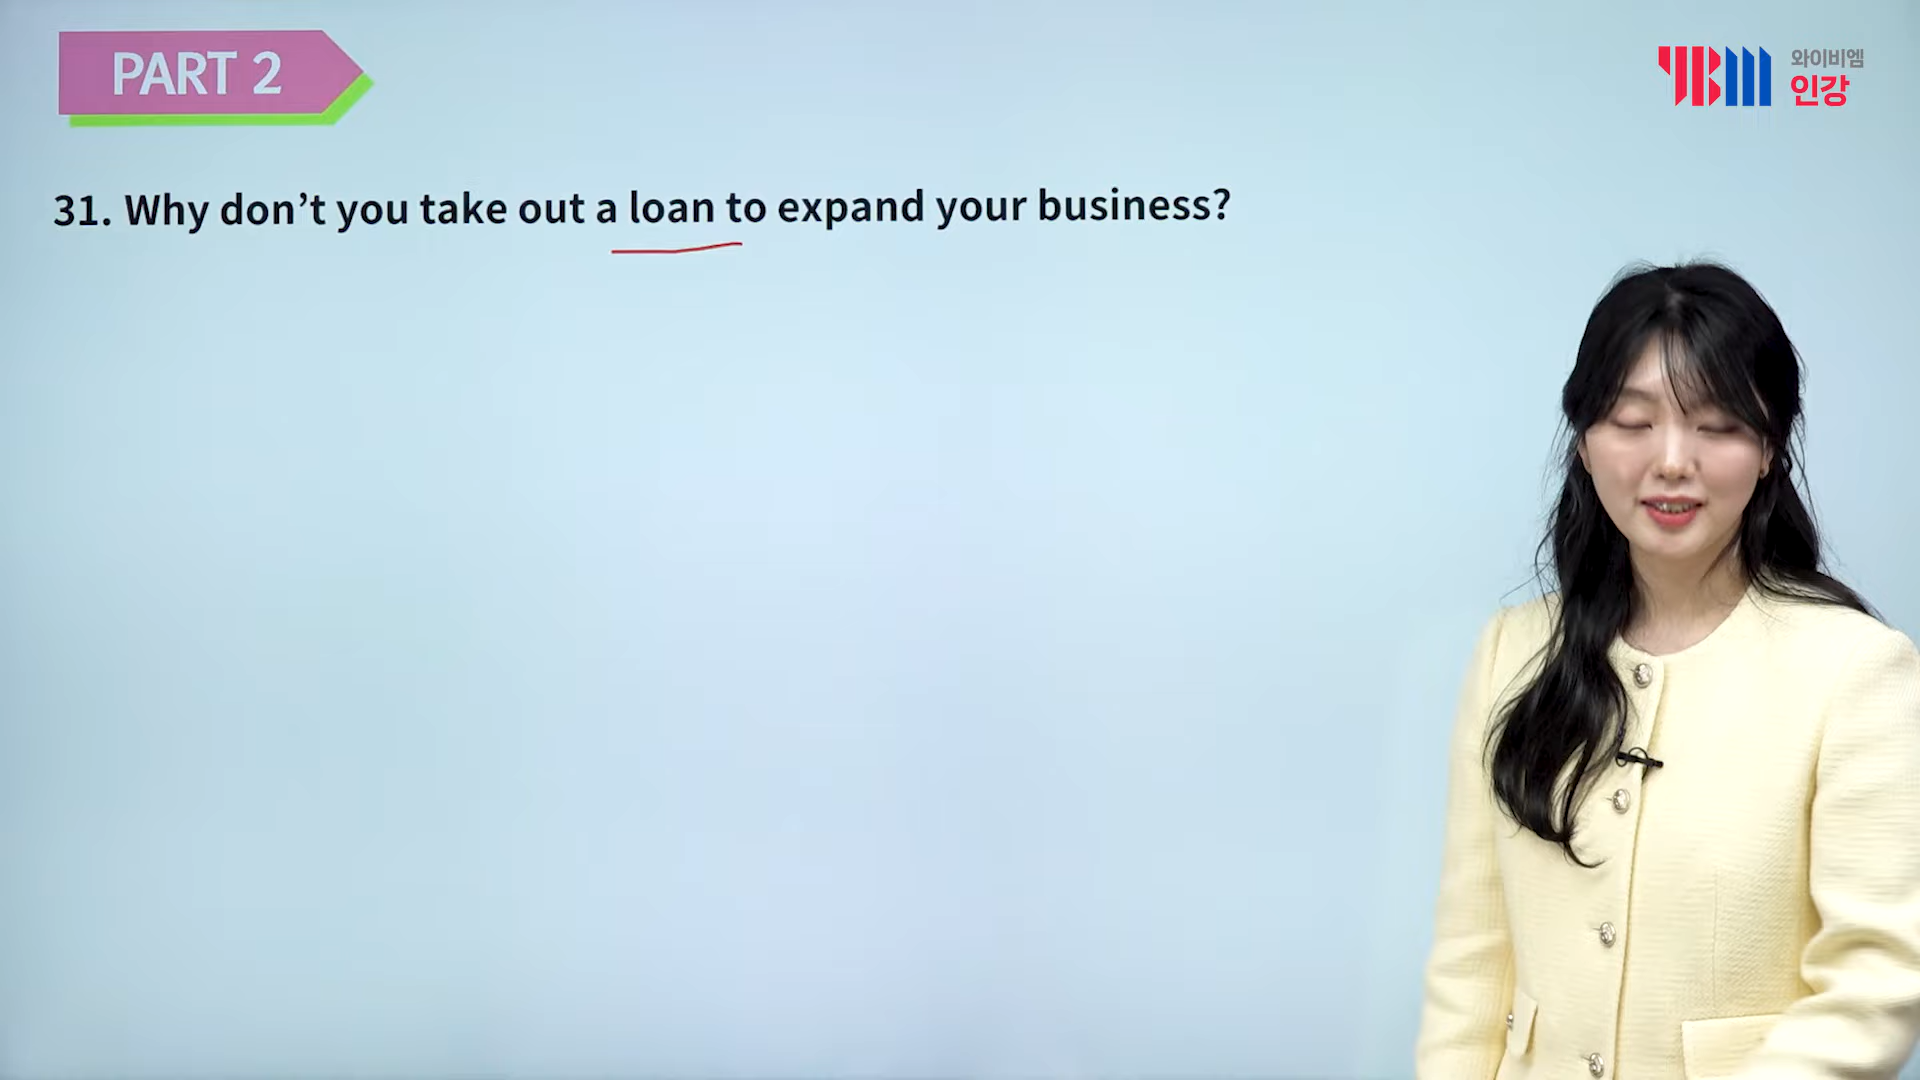 PART 2
YBM 와이비엠
인강
31. Why don’t you take out a loan to expand your business?